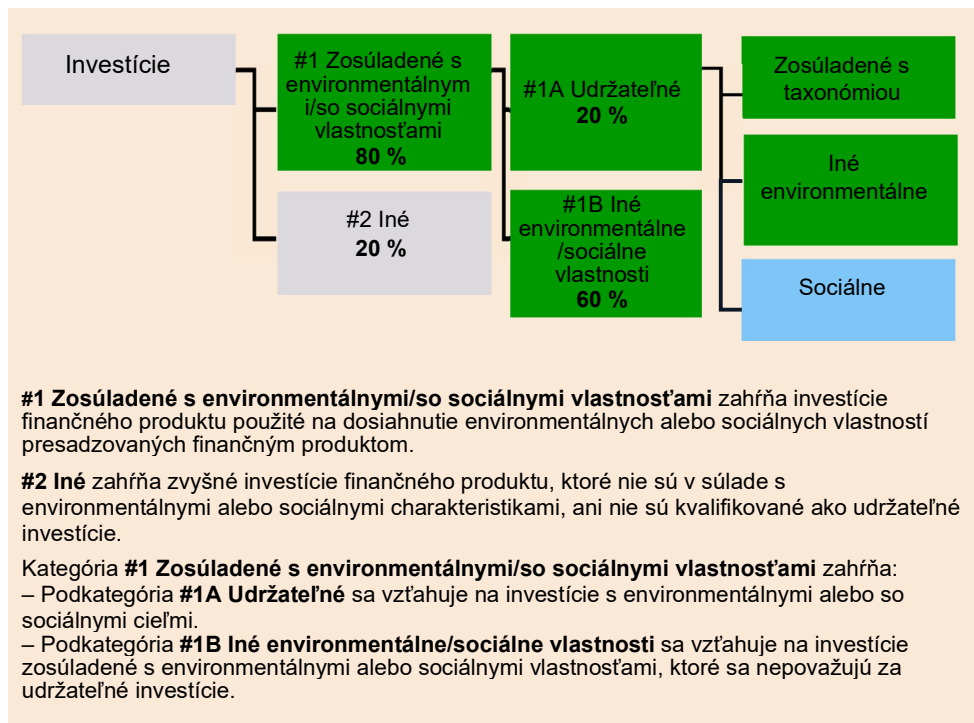 Investície
#1 Zosúladené s
environmentálnym
i/so sociálnymi
vlastnosťami
80 %
#2 Iné
20 %
#1A Udržateľné
20 %
#1B Iné
environmentálne
/sociálne
vlastnosti
60 %
Zosúladené s
taxonómiou
Iné
environmentálne
Sociálne
#1 Zosúladené s environmentálnymi/so sociálnymi vlastnosťami zahŕňa investície
finančného produktu použité na dosiahnutie environmentálnych alebo sociálnych vlastností
presadzovaných finančným produktom.
#2 Iné zahŕňa zvyšné investície finančného produktu, ktoré nie sú v súlade s
environmentálnymi alebo sociálnymi charakteristikami, ani nie sú kvalifikované ako udržateľné
investície.
Kategória #1 Zosúladené s environmentálnymi/so sociálnymi vlastnosťami zahŕňa:
– Podkategória #1A Udržateľné sa vzťahuje na investície s environmentálnymi alebo so
sociálnymi cieľmi.
– Podkategória #1B Iné environmentálne/sociálne vlastnosti sa vzťahuje na investície
zosúladené s environmentálnymi alebo sociálnymi vlastnosťami, ktoré sa nepovažujú za
udržateľné investície.